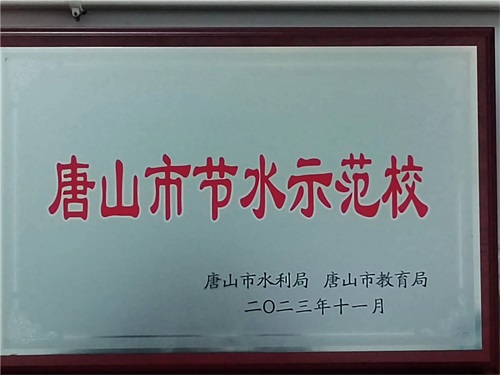 唐山市节水示范校
唐山市水利局 唐山市教育局
二〇二三年十一月